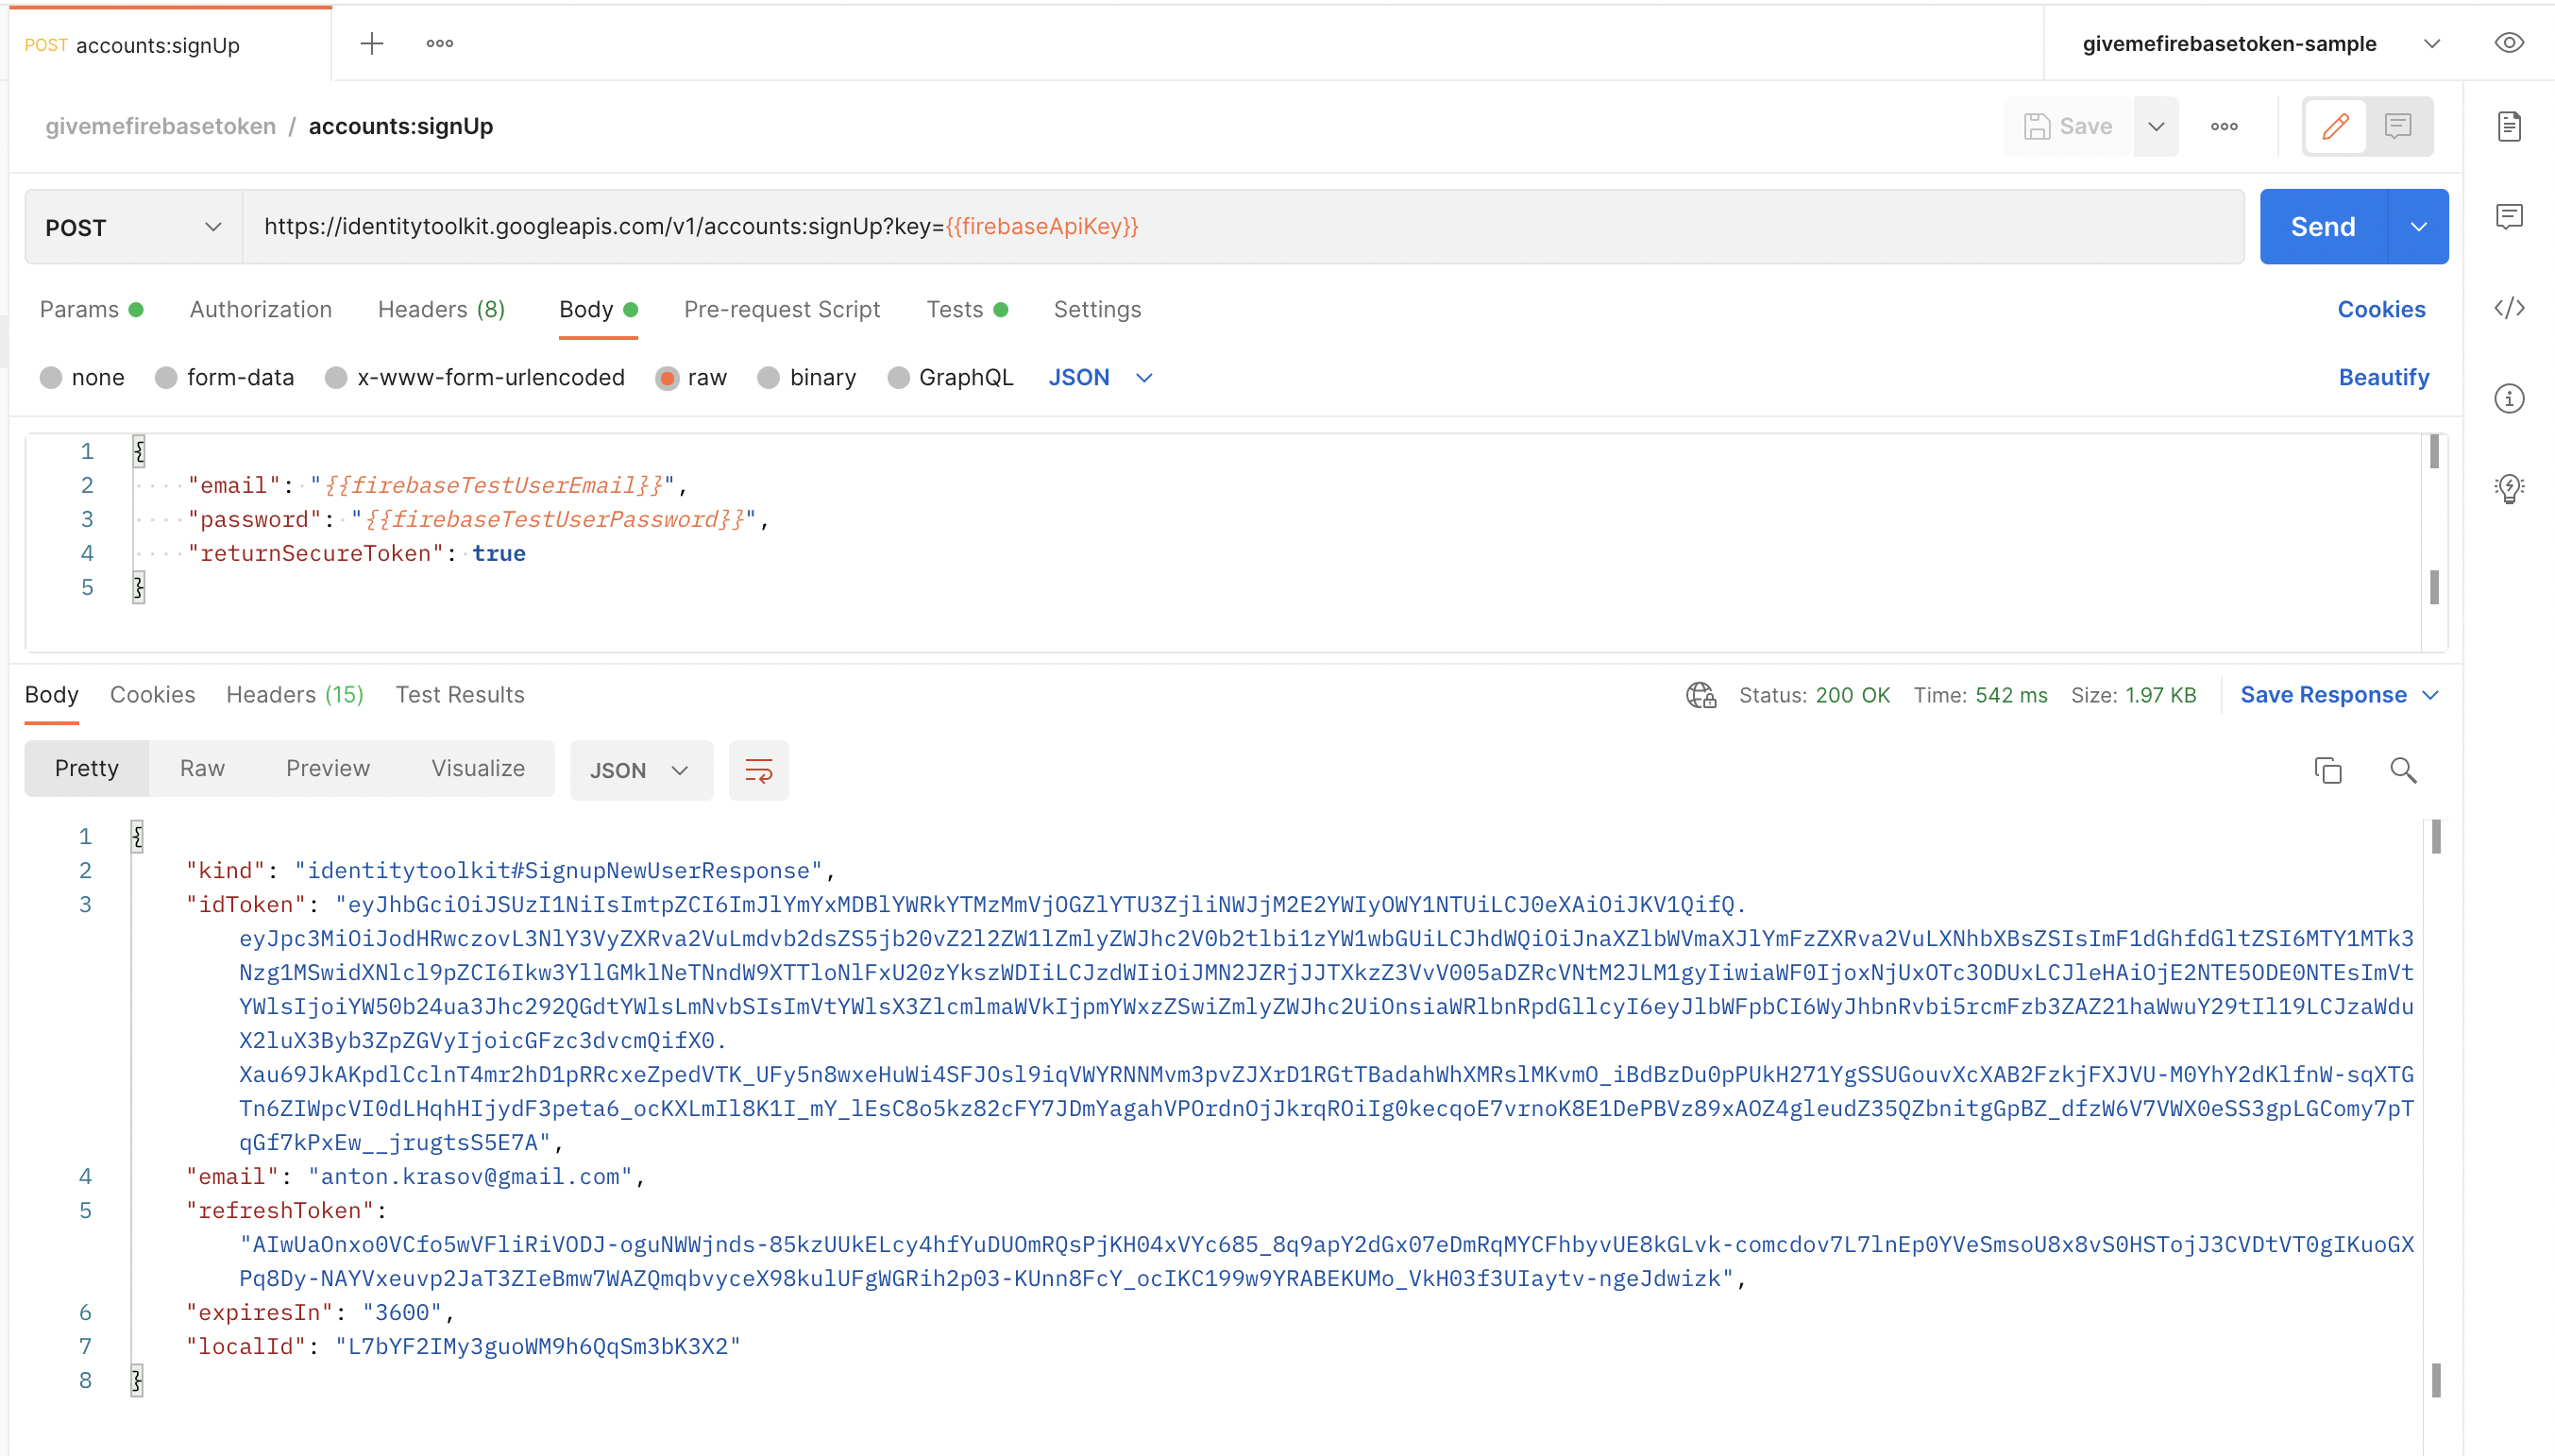 POST accounts:signUp
givemefirebasetoken-sample
givemefirebasetoken / accounts:signUp
Save
POST
https://identitytoolkit.googleapis.com/v1/accounts:signUp?key={{firebaseApiKey}}
Send
Params Authorization Headers (8) Body Pre-request Script Tests Settings Cookies
none form-data x-www-form-urlencoded raw binary GraphQL JSON Beautify
1 {
2 "email": "{{firebaseTestUserEmail}}",
3 "password": "{{firebaseTestUserPassword}}",
4 "returnSecureToken": true
5 }
Body Cookies Headers (15) Test Results Status: 200 OK Time: 542 ms Size: 1.97 KB Save Response
Pretty Raw Preview Visualize JSON
1 {
2 "kind": "identitytoolkit#SignupNewUserResponse",
3 "idToken": "eyJhbGciOiJSUzI1NiIsImtpZCI6ImJlYmYxMDBlYWRkYTMzMmVjOGZlYTU3ZjliNWJjM2E2YWIyOWY1NTUiLCJ0eXAiOiJKV1QifQ.
eyJpc3MiOiJodHRwczovL3NlY3VyZXRva2VuLmdvb2dsZS5jb20vZ2l2ZW1lZmlyZWJhc2V0b2tlbi1zYW1wbGUiLCJhdWQiOiJnaXZlbWVmaXJlYmFzZXRva2VuLXNhbXBsZSIsImF1dGhfdGltZSI6MTY1MTk3
Nzg1MSwidXNlcl9pZCI6Ikw3YllGMklNeTNndW9XTTloNlFxU20zYkszWDIiLCJzdWIiOiJMN2JZRjJJTXkzZ3VvV005aDZRcVNtM2JLM1gyIiwiaWF0IjoxNjUxOTc3ODUxLCJleHAiOjE2NTE5ODE0NTEsImVt
YWlsIjoiYW50b24ua3Jhc292QGdtYWlsLmNvbSIsImVtYWlsX3ZlcmlmaWVkIjpmYWxzZSwiZmlyZWJhc2UiOnsiaWRlbnRpdGllcyI6eyJlbWFpbCI6WyJhbnRvbi5rcmFzb3ZAZ21haWwuY29tIl19LCJzaWdu
X2luX3Byb3ZpZGVyIjoicGFzc3dvcmQifX0.
Xau69JkAKpdlCclnT4mr2hD1pRRcxeZpedVTK_UFy5n8wxeHuWi4SFJOsl9iqVWYRNNMvm3pvZJXrD1RGtTBadahWhXMRslMKvmO_iBdBzDu0pPUkH271YgSSUGouvXcXAB2FzkjFXJVU-M0YhY2dKlfnW-sqXTG
Tn6ZIWpcVI0dLHqhHIjydF3peta6_ocKXLmIl8K1I_mY_lEsC8o5kz82cFY7JDmYagahVPOrdnOjJkrqROiIg0kecqoE7vrnoK8E1DePBVz89xAOZ4gleudZ35QZbnitgGpBZ_dfzW6V7VWX0eSS3gpLGComy7pT
qGf7kPxEw__jrugtsS5E7A",
4 "email": "anton.krasov@gmail.com",
5 "refreshToken":
"AIwUaOnxo0VCfo5wVFliRiVODJ-oguNWWjnds-85kzUUkELcy4hfYuDUOmRQsPjKH04xVYc685_8q9apY2dGx07eDmRqMYCFhbyvUE8kGLvk-comcdov7L7lnEp0YVeSmsoU8x8vS0HSTojJ3CVDtVT0gIKuoGX
Pq8Dy-NAYVxeuvp2JaT3ZIeBmw7WAZQmqbvyceX98kulUFgWGRih2p03-KUnn8FcY_ocIKC199w9YRABEKUMo_VkH03f3UIaytv-ngeJdwizk",
6 "expiresIn": "3600",
7 "localId": "L7bYF2IMy3guoWM9h6QqSm3bK3X2"
8 }